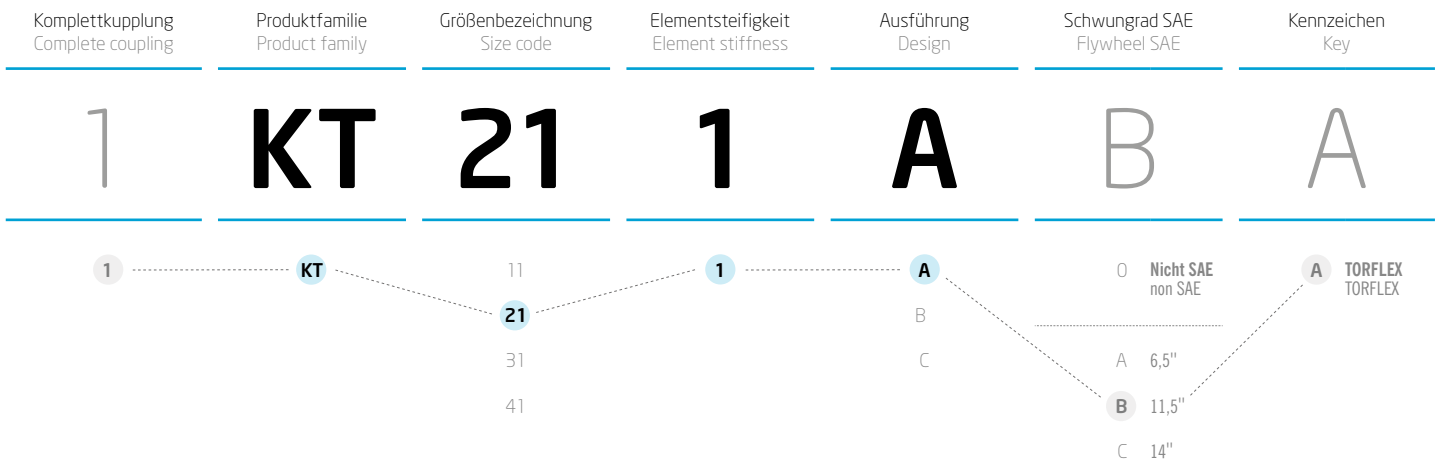 Komplettkupplung Produktfamilie Größenbezeichnung Elementsteifigkeit Ausführung Schwungrad SAE Kennzeichen
Complete coupling Product family Size code Element stiffness Design Flywheel SAE Key
1 KT 21 1 A B A
1 KT 11 1 A 0 Nicht SAE A TORFLEX
non SAE TORFLEX
21 B
31 C A 6,5"
41 B 11,5"
C 14"